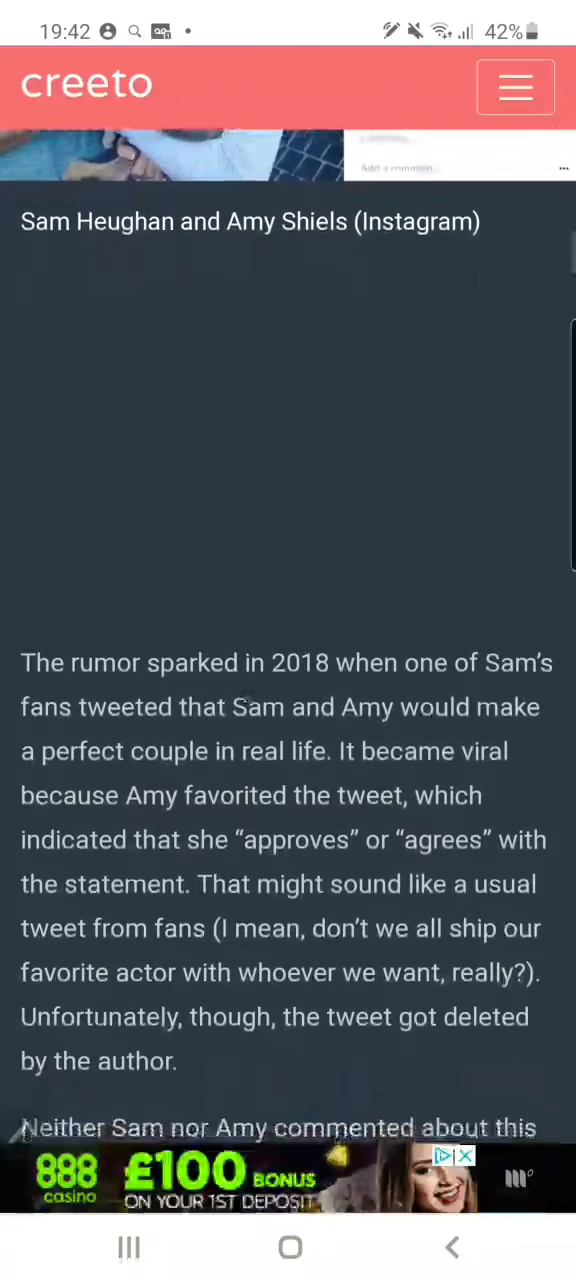 19:42
42%
creeto
Add a comment...
Sam Heughan and Amy Shiels (Instagram)
The rumor sparked in 2018 when one of Sam’s
fans tweeted that Sam and Amy would make
a perfect couple in real life. It became viral
because Amy favorited the tweet, which
indicated that she “approves” or “agrees” with
the statement. That might sound like a usual
tweet from fans (I mean, don’t we all ship our
favorite actor with whoever we want, really?).
Unfortunately, though, the tweet got deleted
by the author.
Neither Sam nor Amy commented about this
888 casino
£100 BONUS
ON YOUR 1ST DEPOSIT